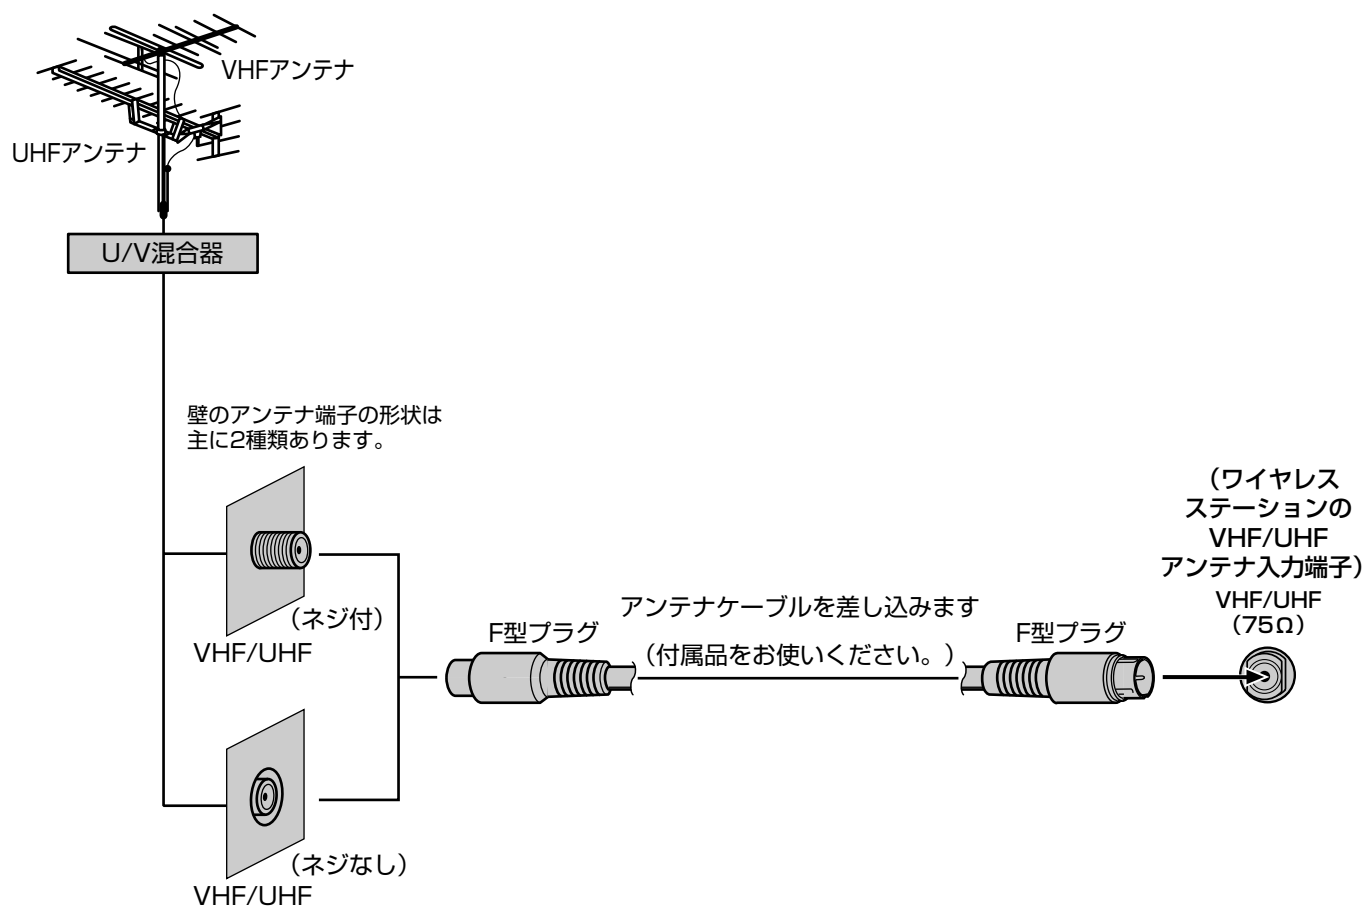 VHFアンテナ
UHFアンテナ
U/V混合器
壁のアンテナ端子の形状は
主に2種類あります。
（ネジ付）
VHF/UHF
（ネジなし）
VHF/UHF
F型プラグ
アンテナケーブルを差し込みます
（付属品をお使いください。）
F型プラグ
（ワイヤレス
ステーションの
VHF/UHF
アンテナ入力端子）
VHF/UHF
（75Ω）